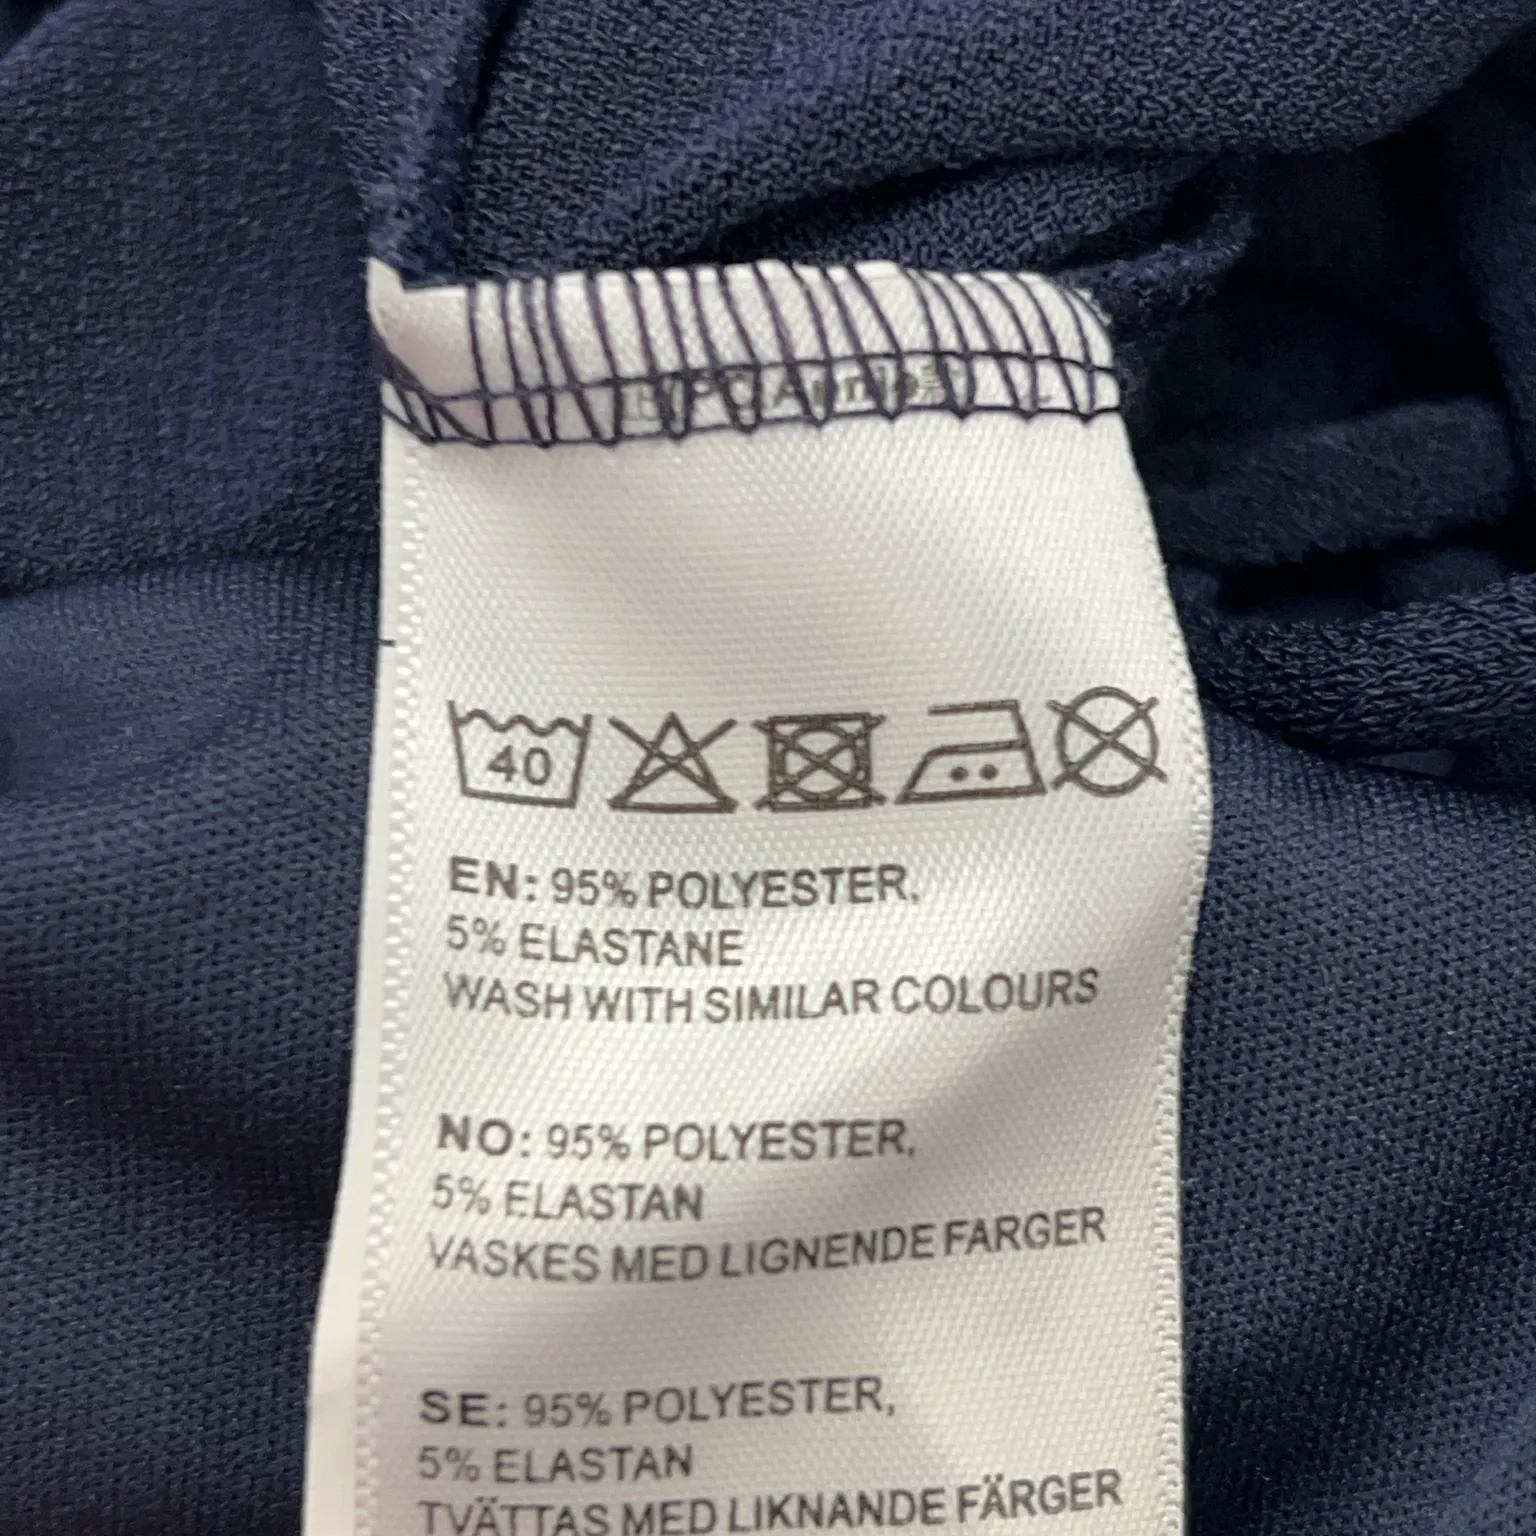 40
EN: 95% POLYESTER,
5% ELASTANE
WASH WITH SIMILAR COLOURS
NO: 95% POLYESTER,
5% ELASTAN
VASKES MED LIGNENDE FARGER
SE: 95% POLYESTER,
5% ELASTAN
TVÄTTAS MED LIKNANDE FÄRGER